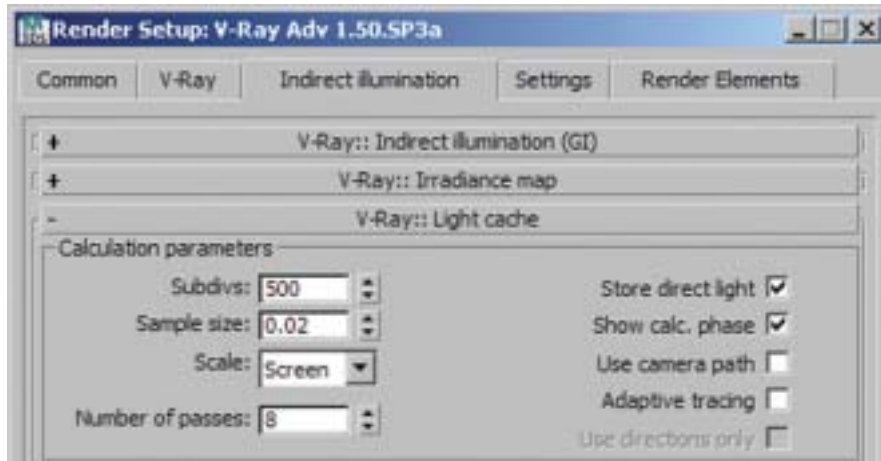 Render Setup: V-Ray Adv 1.50.SP3a
Common V-Ray Indirect illumination Settings Render Elements
+ V-Ray:: Indirect illumination (GI)
+ V-Ray:: Irradiance map
- V-Ray:: Light cache
Calculation parameters
Subdivs: 500 Store direct light
Sample size: 0.02 Show calc. phase
Scale: Screen Use camera path
Adaptive tracing
Number of passes: 8
Use directions only